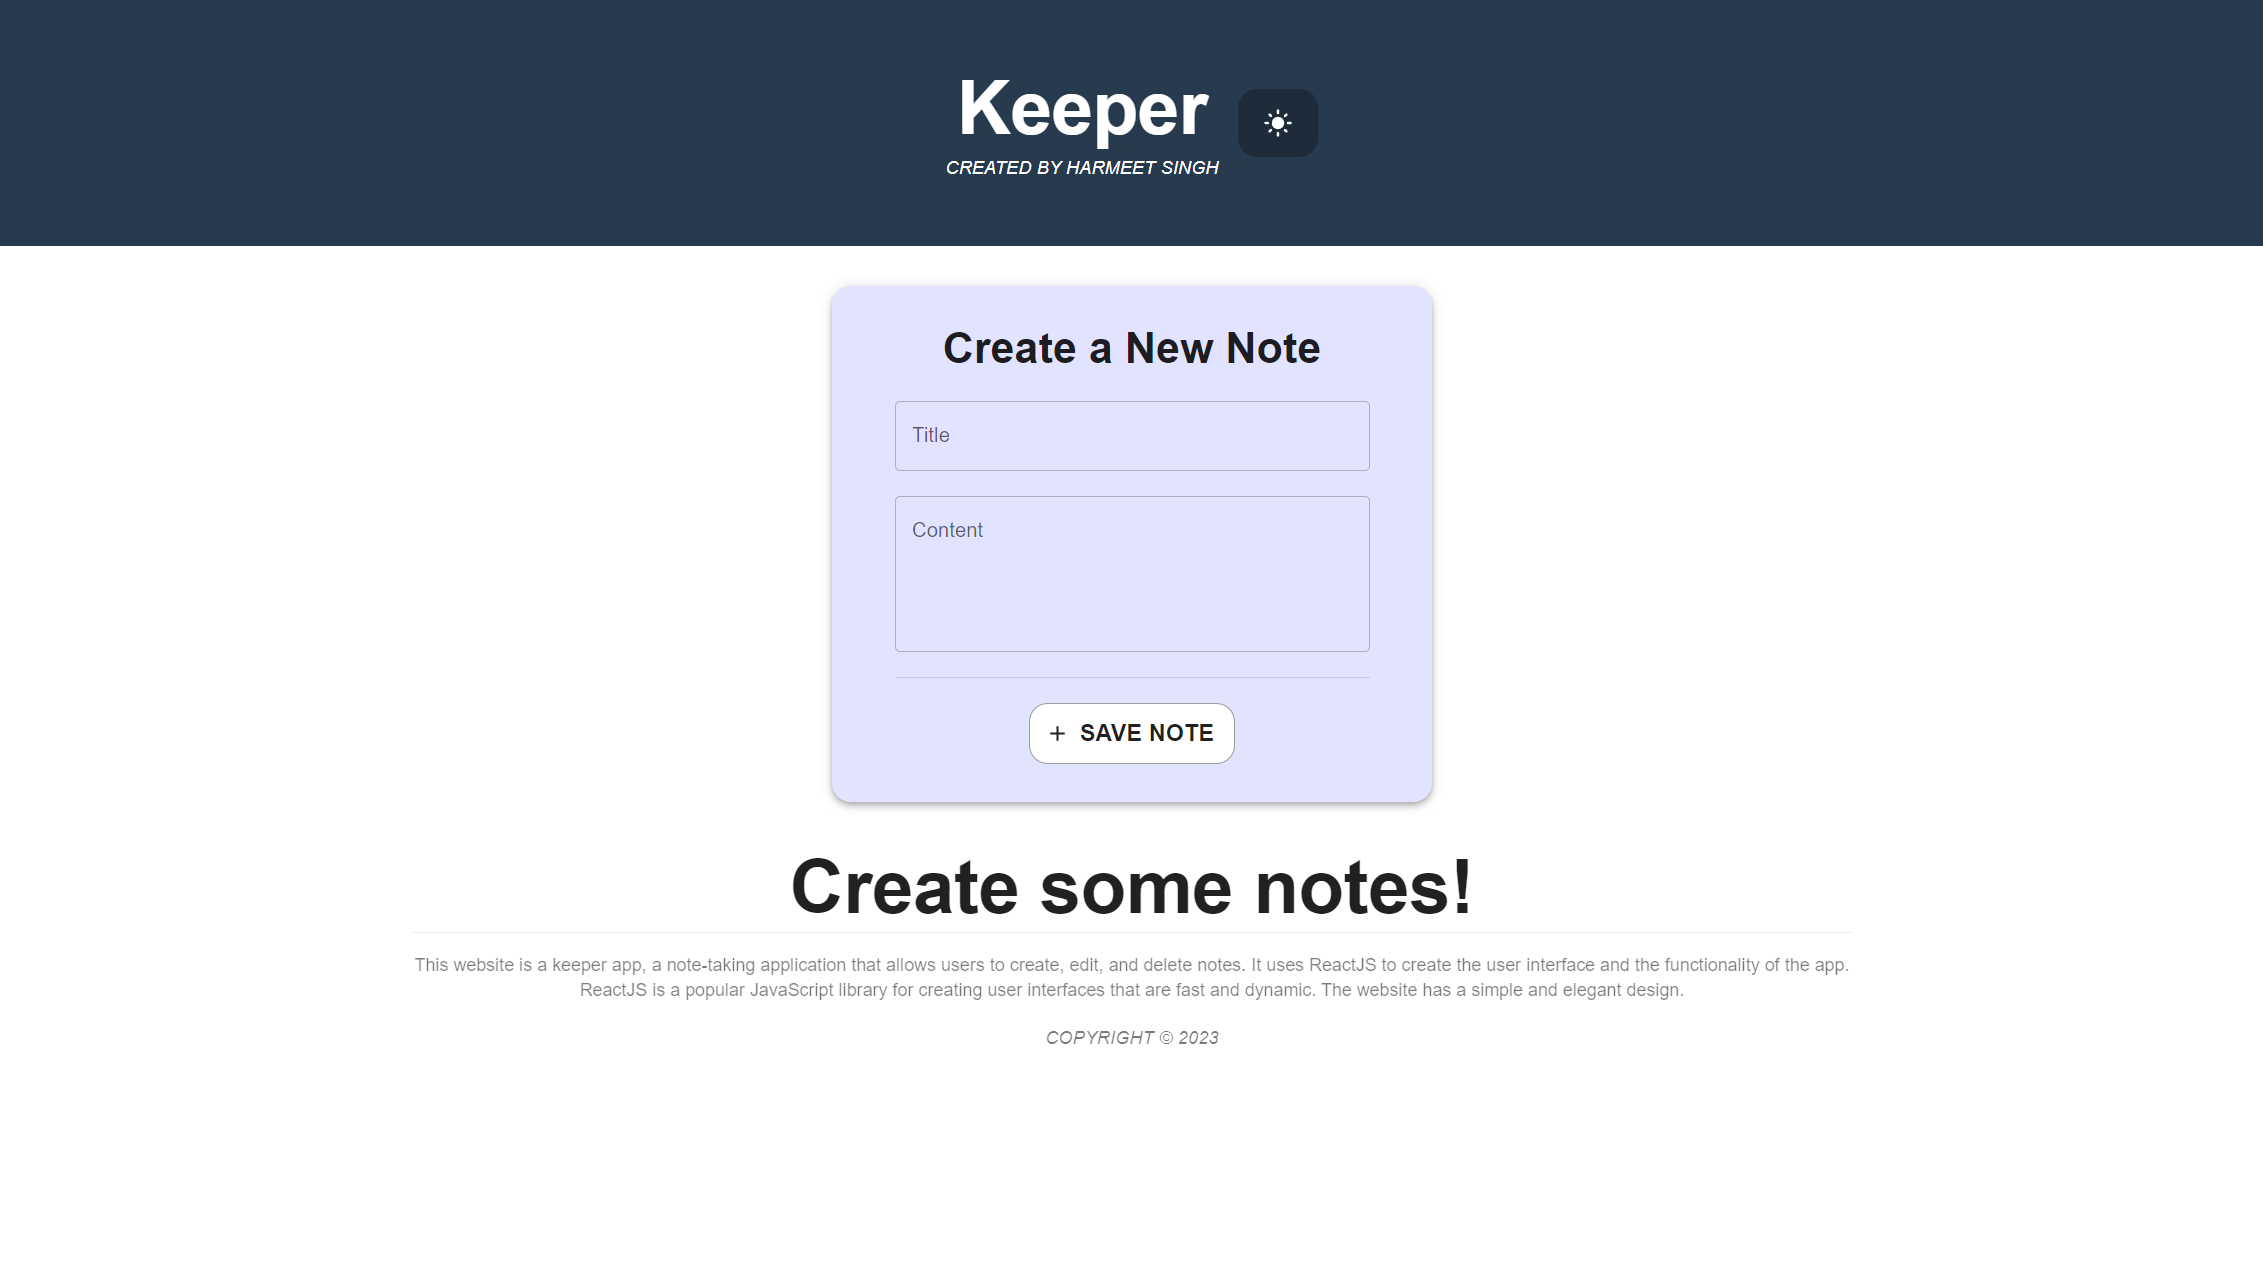 Keeper
CREATED BY HARMEET SINGH
Create a New Note
Title
Content
SAVE NOTE
Create some notes!
This website is a keeper app, a note-taking application that allows users to create, edit, and delete notes. It uses ReactJS to create the user interface and the functionality of the app.
ReactJS is a popular JavaScript library for creating user interfaces that are fast and dynamic. The website has a simple and elegant design.
COPYRIGHT © 2023